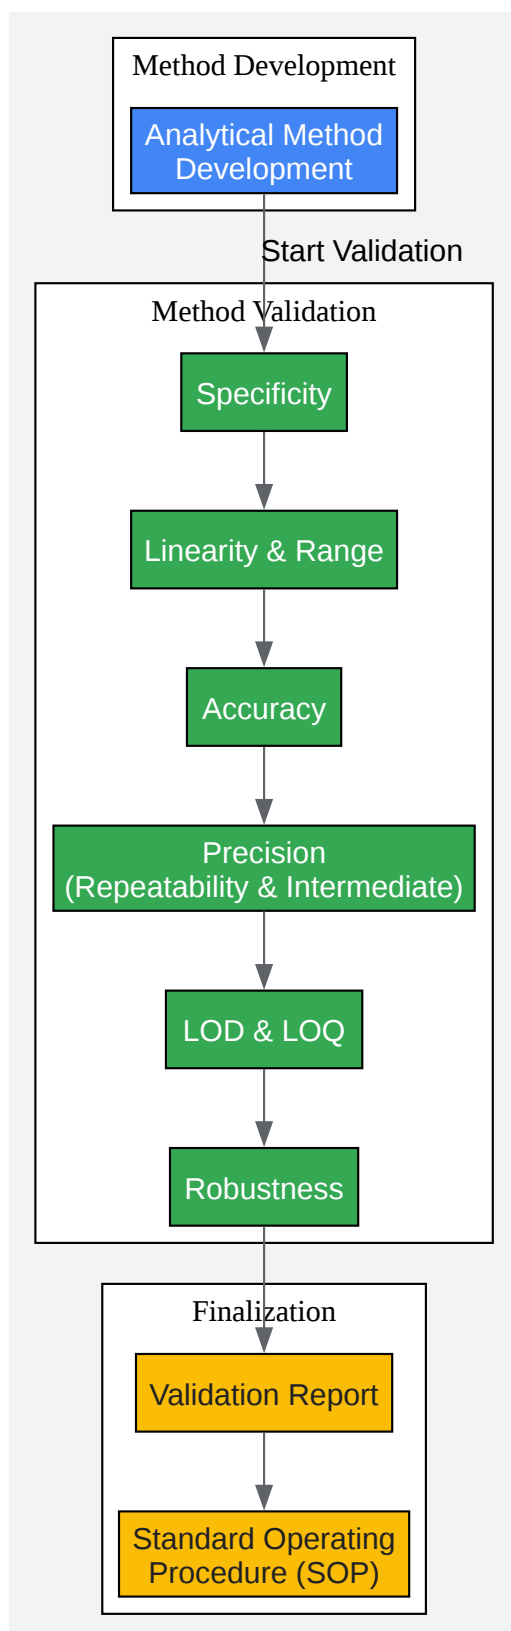 Method Development
Analytical Method
Development
Start Validation
Method Validation
Specificity
Linearity & Range
Accuracy
Precision
(Repeatability & Intermediate)
LOD & LOQ
Robustness
Finalization
Validation Report
Standard Operating
Procedure (SOP)